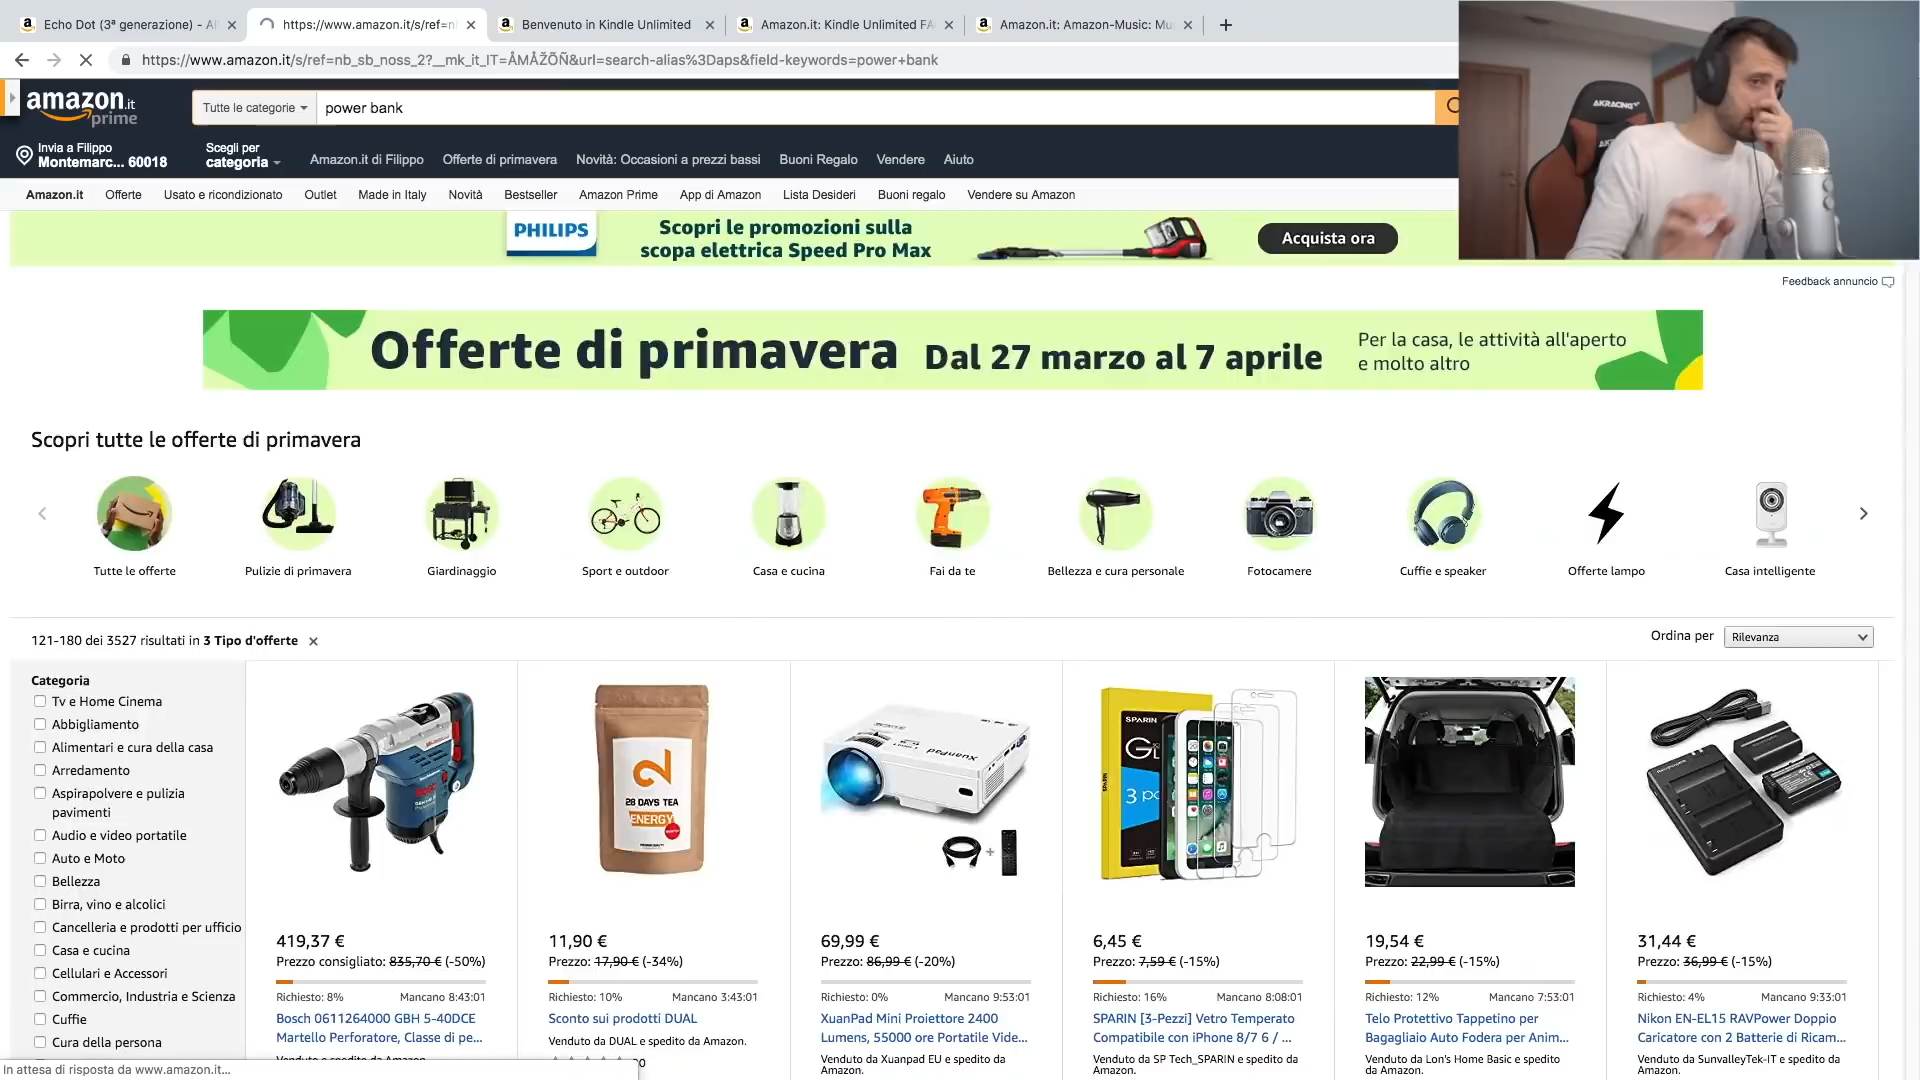 Echo Dot (3ª generazione) - Al
https://www.amazon.it/s/ref=n
Benvenuto in Kindle Unlimited
Amazon.it: Kindle Unlimited FA
Amazon.it: Amazon-Music: Mu
https://www.amazon.it/s/ref=nb_sb_noss_2?__mk_it_IT=ÅMÅŽÕÑ&url=search-alias%3Daps&field-keywords=power+bank
amazon.it
prime
Tutte le categorie
power bank
AKRACING
Invia a Filippo
Montemarc... 60018
Scegli per
categoria
Amazon.it di Filippo
Offerte di primavera
Novità: Occasioni a prezzi bassi
Buoni Regalo
Vendere
Aiuto
Amazon.it
Offerte
Usato e ricondizionato
Outlet
Made in Italy
Novità
Bestseller
Amazon Prime
App di Amazon
Lista Desideri
Buoni regalo
Vendere su Amazon
PHILIPS
Scopri le promozioni sulla
scopa elettrica Speed Pro Max
Acquista ora
Feedback annuncio
Offerte di primavera Dal 27 marzo al 7 aprile
Per la casa, le attività all'aperto
e molto altro
Scopri tutte le offerte di primavera
Tutte le offerte
Pulizie di primavera
Giardinaggio
Sport e outdoor
Casa e cucina
Fai da te
Bellezza e cura personale
Fotocamere
Cuffie e speaker
Offerte lampo
Casa intelligente
121-180 dei 3527 risultati in 3 Tipo d'offerte
Ordina per
Rilevanza
Categoria
Tv e Home Cinema
Abbigliamento
Alimentari e cura della casa
Arredamento
Aspirapolvere e pulizia
pavimenti
Audio e video portatile
Auto e Moto
Bellezza
Birra, vino e alcolici
Cancelleria e prodotti per ufficio
Casa e cucina
Cellulari e Accessori
Commercio, Industria e Scienza
Cuffie
Cura della persona
419,37 €
Prezzo consigliato: 835,70 € (-50%)
Richiesto: 8%
Mancano 8:43:01
Bosch 0611264000 GBH 5-40DCE
Martello Perforatore, Classe di pe...
Venduto e spedito da Amazon.
28 DAYS TEA
ENERGY
11,90 €
Prezzo: 17,90 € (-34%)
Richiesto: 10%
Mancano 3:43:01
Sconto sui prodotti DUAL
Venduto da DUAL e spedito da Amazon.
XuanPad
69,99 €
Prezzo: 86,99 € (-20%)
Richiesto: 0%
Mancano 9:53:01
XuanPad Mini Proiettore 2400
Lumens, 55000 ore Portatile Vide...
Venduto da Xuanpad EU e spedito da
Amazon.
SPARIN
3 p
6,45 €
Prezzo: 7,59 € (-15%)
Richiesto: 16%
Mancano 8:08:01
SPARIN [3-Pezzi] Vetro Temperato
Compatibile con iPhone 8/7 6 / ...
Venduto da SP Tech_SPARIN e spedito da
Amazon.
19,54 €
Prezzo: 22,99 € (-15%)
Richiesto: 12%
Mancano 7:53:01
Telo Protettivo Tappetino per
Bagagliaio Auto Fodera per Anim...
Venduto da Lon's Home Basic e spedito
da Amazon.
31,44 €
Prezzo: 36,99 € (-15%)
Richiesto: 4%
Mancano 9:33:01
Nikon EN-EL15 RAVPower Doppio
Caricatore con 2 Batterie di Ricam...
Venduto da SunvalleyTek-IT e spedito da
Amazon.
In attesa di risposta da www.amazon.it...